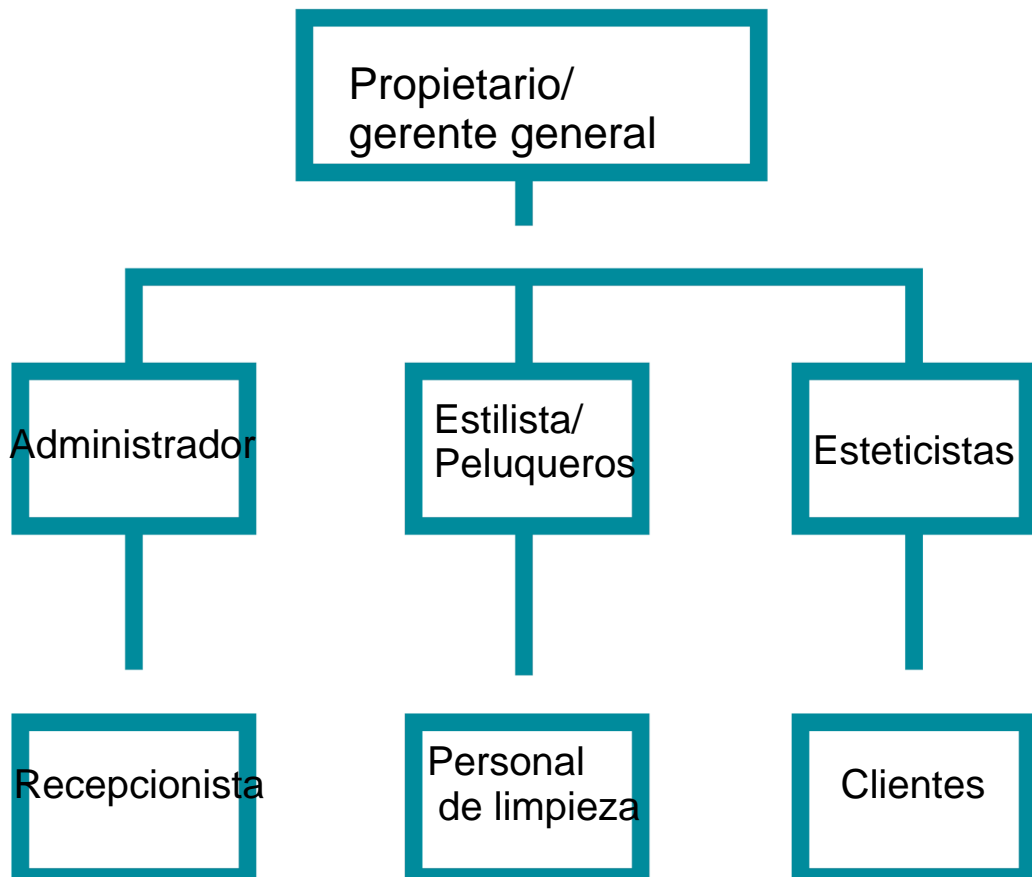 Propietario/
gerente general
Administrador
Estilista/
Peluqueros
Esteticistas
Recepcionista
Personal
de limpieza
Clientes